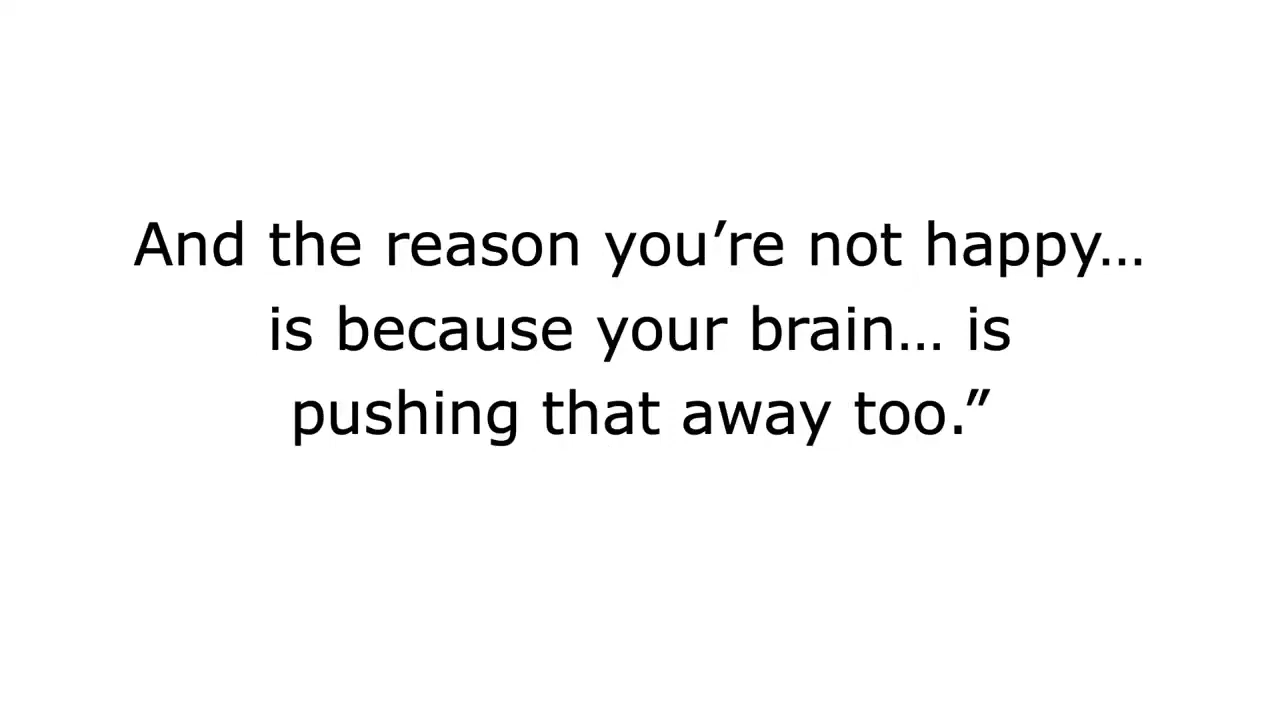 And the reason you’re not happy…
is because your brain… is
pushing that away too.”